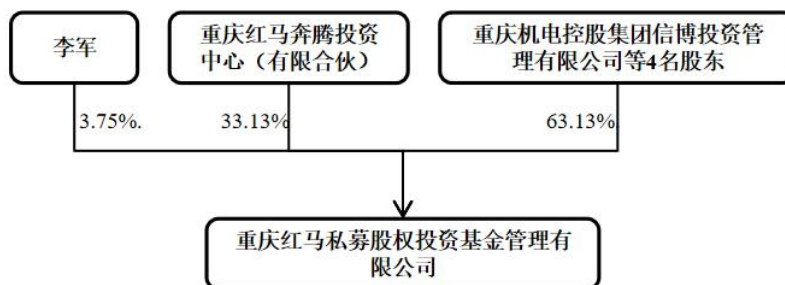 李军
重庆红马奔腾投资
中心（有限合伙）
重庆机电控股集团信博投资管
理有限公司等4名股东
3.75%.
33.13%
63.13%.
重庆红马私募股权投资基金管理有
限公司